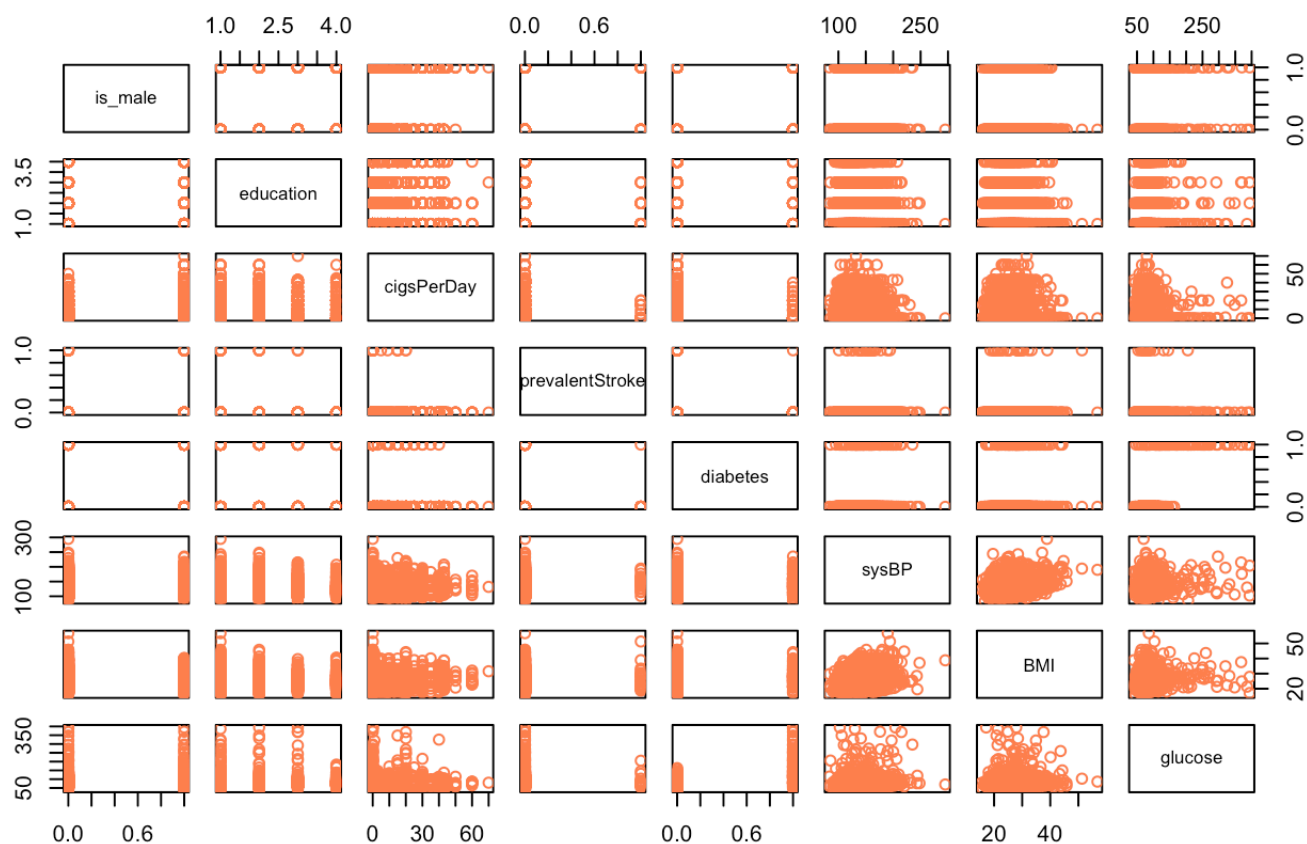 1.0 2.5 4.0 0.0 0.6 100 300 50 250
is_male 0.0 1.0
1.0 3.5 education
cigsPerDay 0 50
0.0 1.0 prevalentStroke
diabetes 0.0 1.0
100 300 sysBP
BMI 20 50
50 350 glucose
0.0 0.6 0 30 60 0.0 0.6 20 40